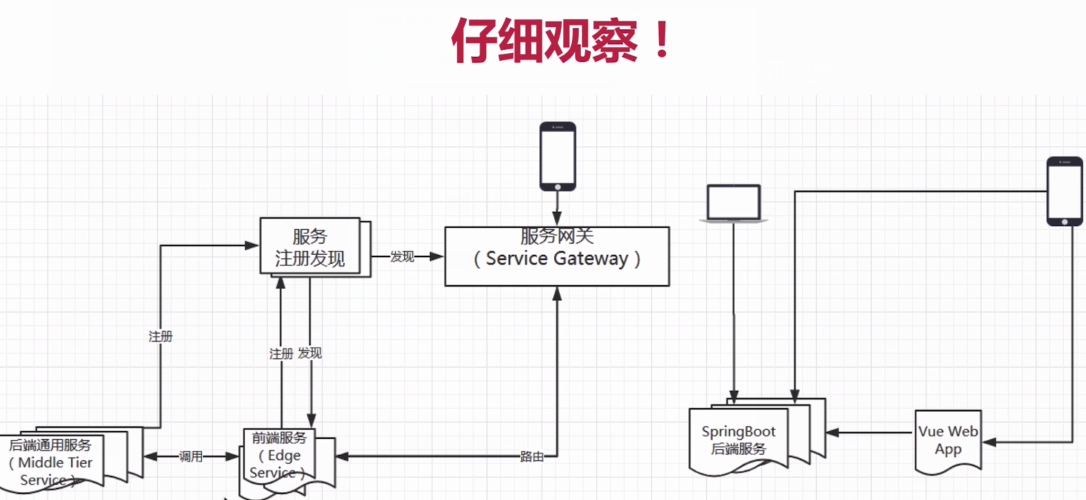 仔细观察！
服务
注册发现
发现
服务网关
（Service Gateway）
注册
注册
发现
后端通用服务
（Middle Tier
Service）
调用
前端服务
（Edge
Service）
路由
SpringBoot
后端服务
Vue Web
App